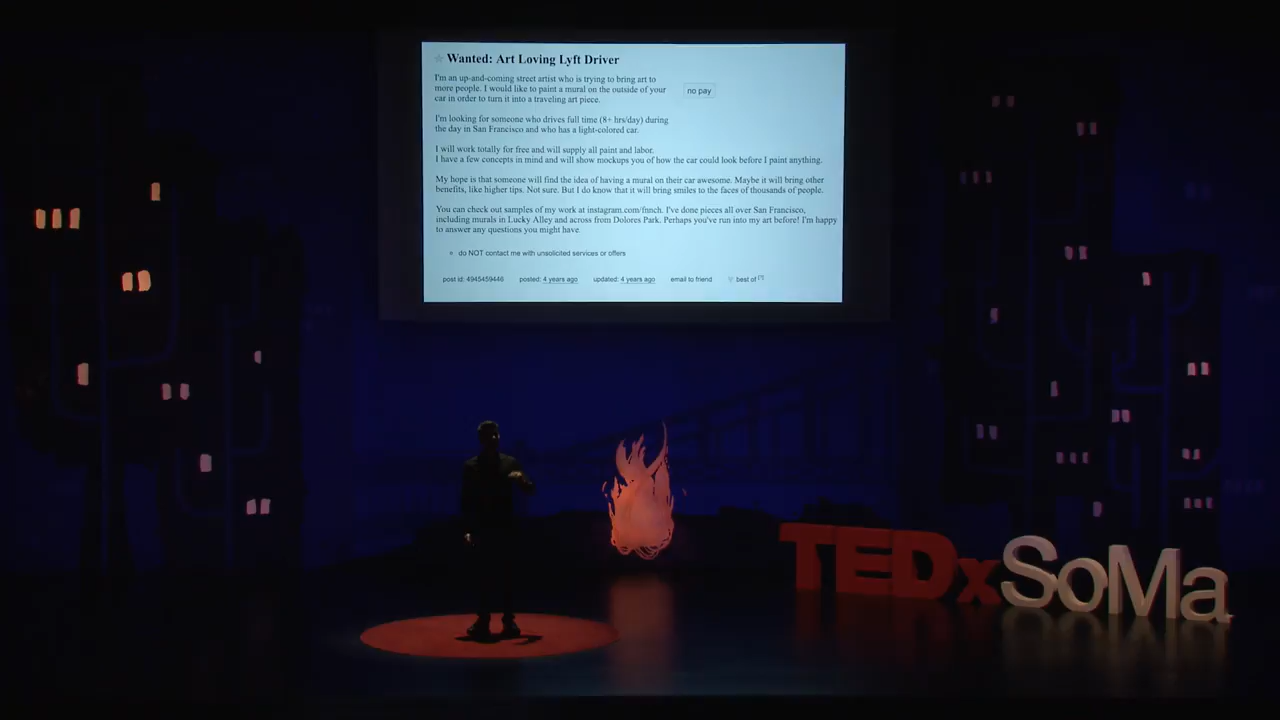 ☆ Wanted: Art Loving Lyft Driver
I'm an up-and-coming street artist who is trying to bring art to
more people. I would like to paint a mural on the outside of your
car in order to turn it into a traveling art piece.
no pay
I'm looking for someone who drives full time (8+ hrs/day) during
the day in San Francisco and who has a light-colored car.
I will work totally for free and will supply all paint and labor.
I have a few concepts in mind and will show mockups you of how the car could look before I paint anything.
My hope is that someone will find the idea of having a mural on their car awesome. Maybe it will bring other
benefits, like higher tips. Not sure. But I do know that it will bring smiles to the faces of thousands of people.
You can check out samples of my work at instagram.com/fnnch. I've done pieces all over San Francisco,
including murals in Lucky Alley and across from Dolores Park. Perhaps you've run into my art before! I'm happy
to answer any questions you might have.
do NOT contact me with unsolicited services or offers
post id: 4945459446 posted: 4 years ago updated: 4 years ago email to friend ♡ best of [?]
TEDxSoMa